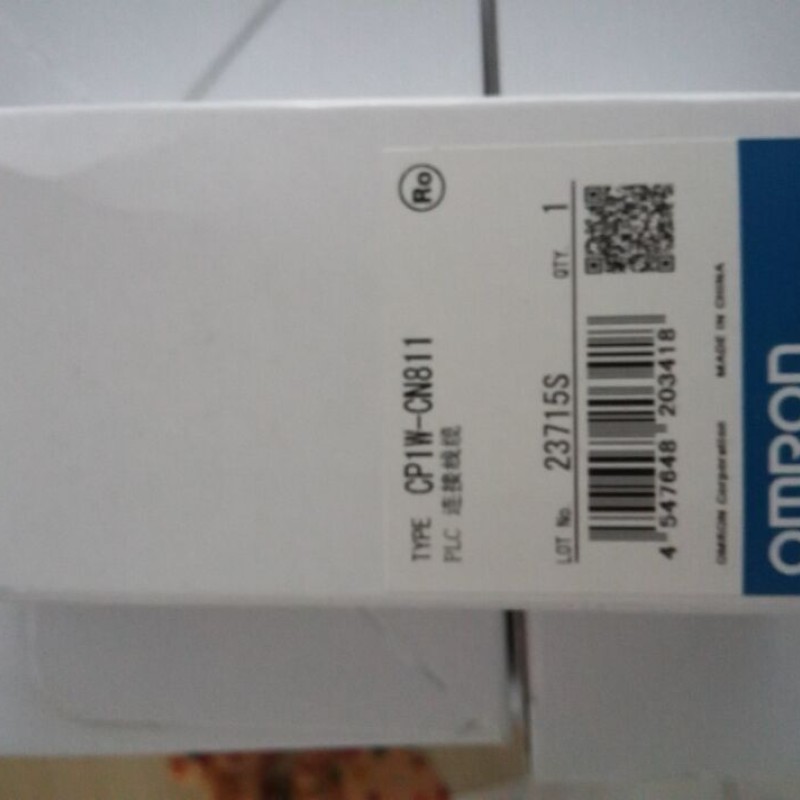 Ro
TYPE CP1W-CN811
PLC 连接线缆
LOT No. 23715S QTY. 1
4 547648 203418
OMRON Corporation MADE IN CHINA
OMRON